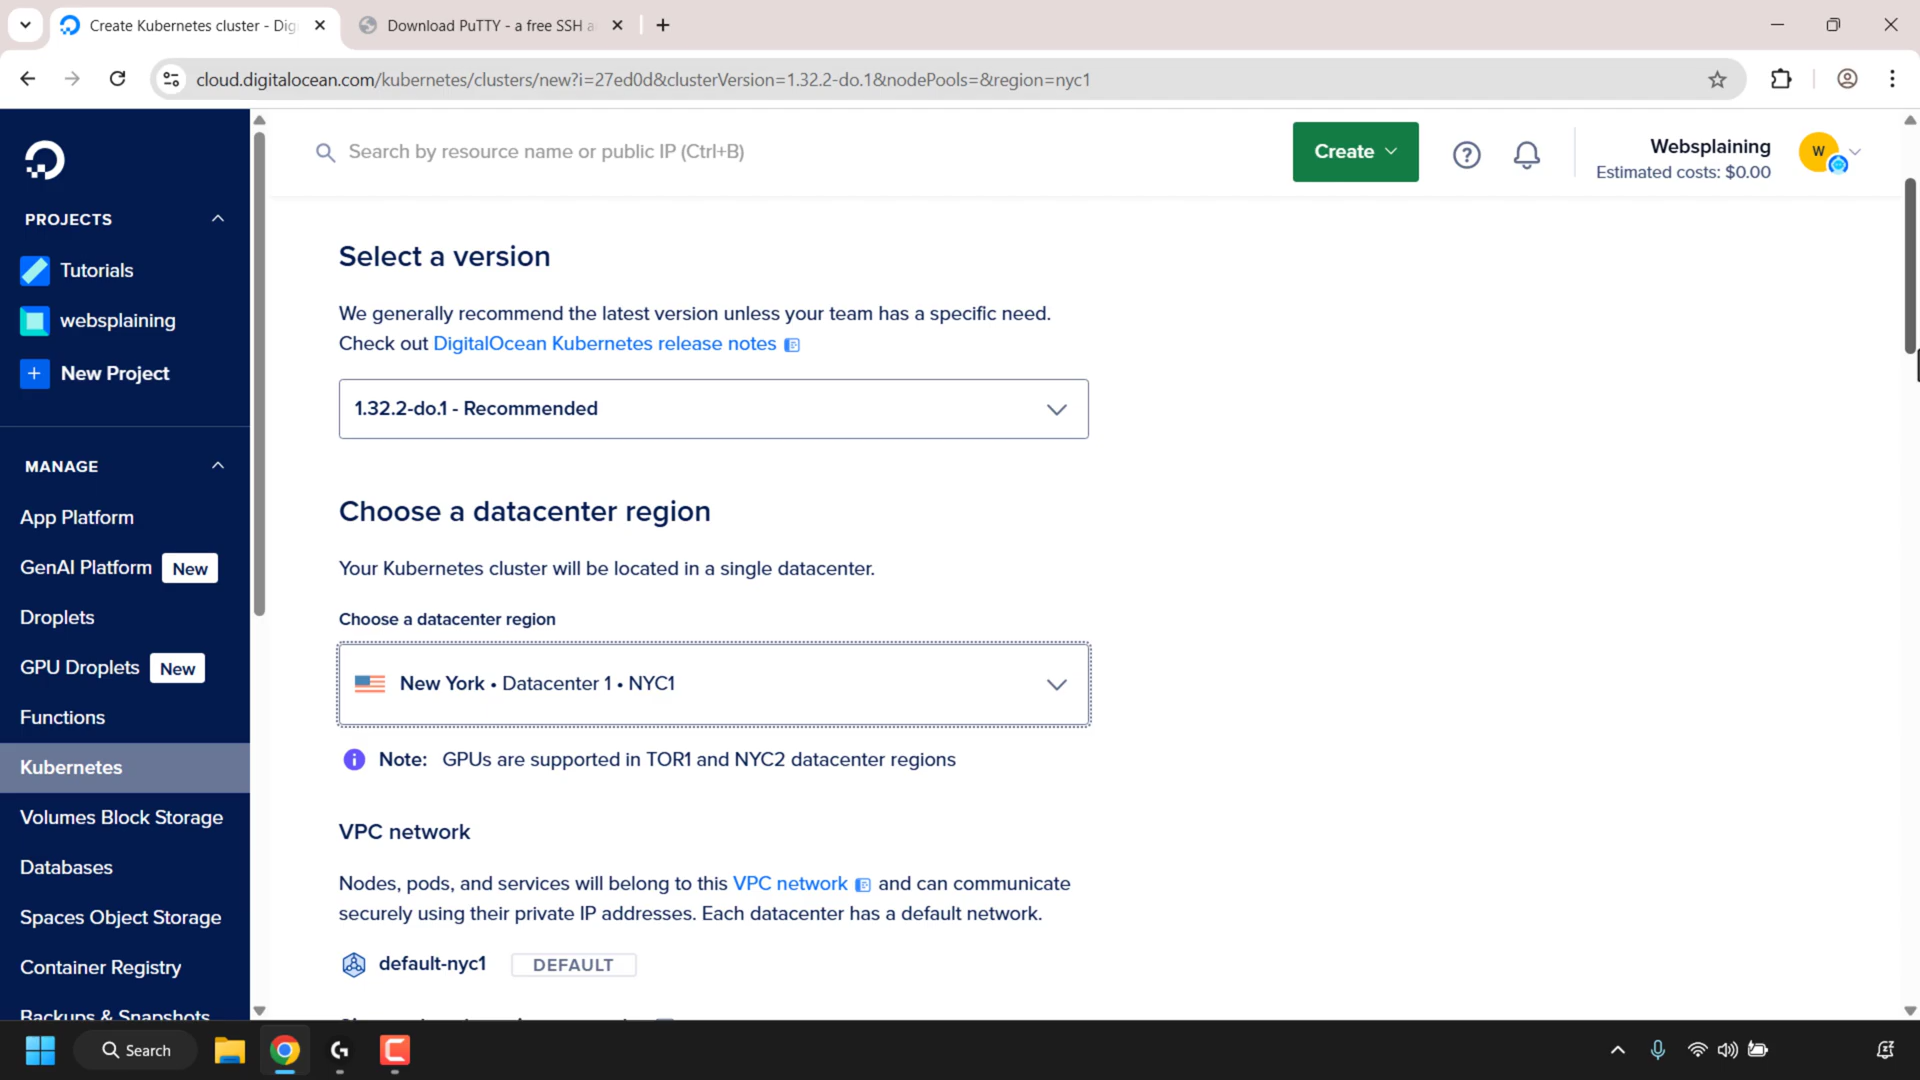 Create Kubernetes cluster - Dig
Download PuTTY - a free SSH a
cloud.digitalocean.com/kubernetes/clusters/new?i=27ed0d&clusterVersion=1.32.2-do.1&nodePools=&region=nyc1
Search by resource name or public IP (Ctrl+B)
Create
Websplaining
Estimated costs: $0.00
W
PROJECTS
Tutorials
websplaining
New Project
MANAGE
App Platform
GenAI Platform New
Droplets
GPU Droplets New
Functions
Kubernetes
Volumes Block Storage
Databases
Spaces Object Storage
Container Registry
Backups & Snapshots
Select a version
We generally recommend the latest version unless your team has a specific need.
Check out DigitalOcean Kubernetes release notes
1.32.2-do.1 - Recommended
Choose a datacenter region
Your Kubernetes cluster will be located in a single datacenter.
Choose a datacenter region
New York • Datacenter 1 • NYC1
Note: GPUs are supported in TOR1 and NYC2 datacenter regions
VPC network
Nodes, pods, and services will belong to this VPC network and can communicate
securely using their private IP addresses. Each datacenter has a default network.
default-nyc1 DEFAULT
Search